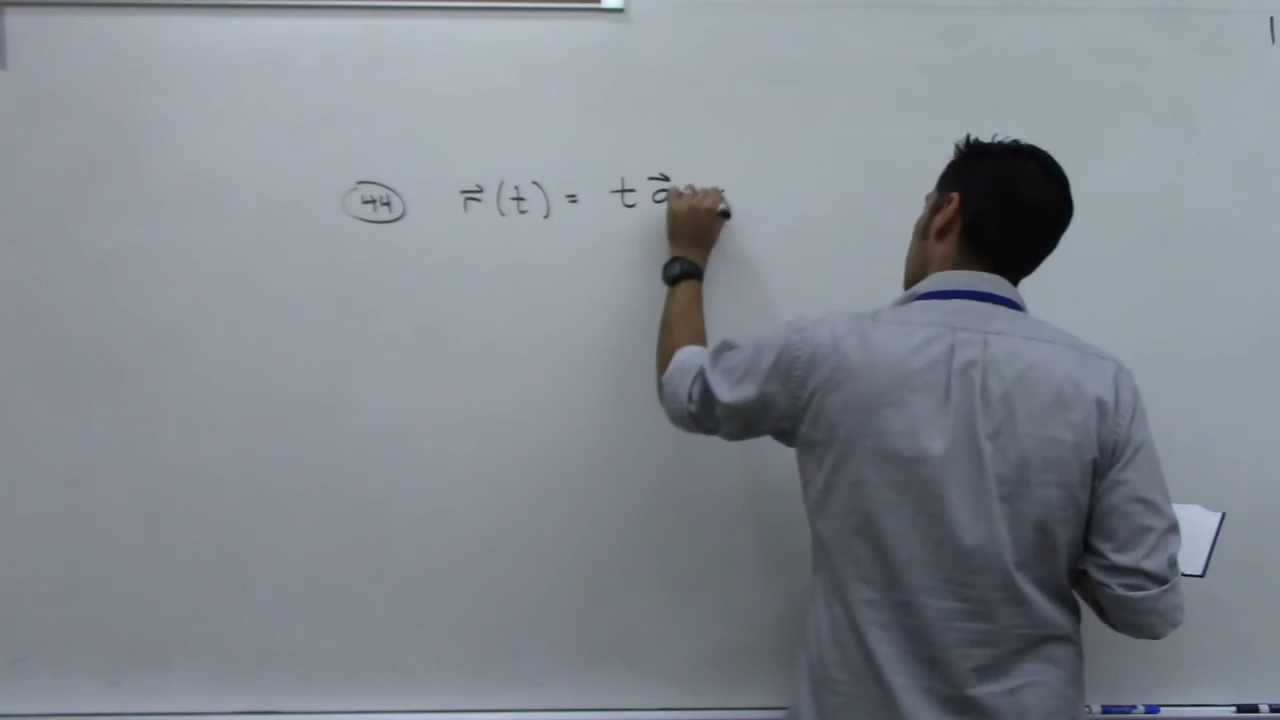 44 r⃗(t) = t a⃗